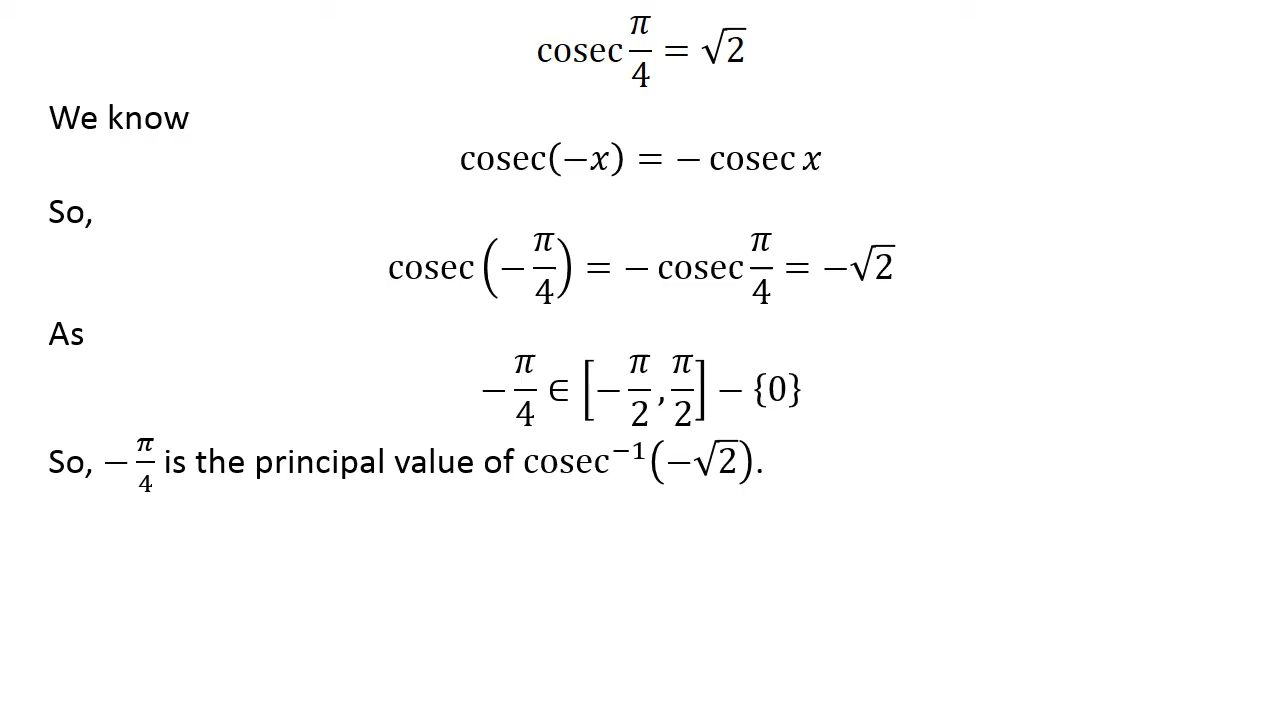 cosec π/4 = √2
We know
cosec(−x) = − cosec x
So,
cosec (−π/4) = − cosec π/4 = −√2
As
−π/4 ∈ [−π/2, π/2] − {0}
So, −π/4 is the principal value of cosec⁻¹(−√2).